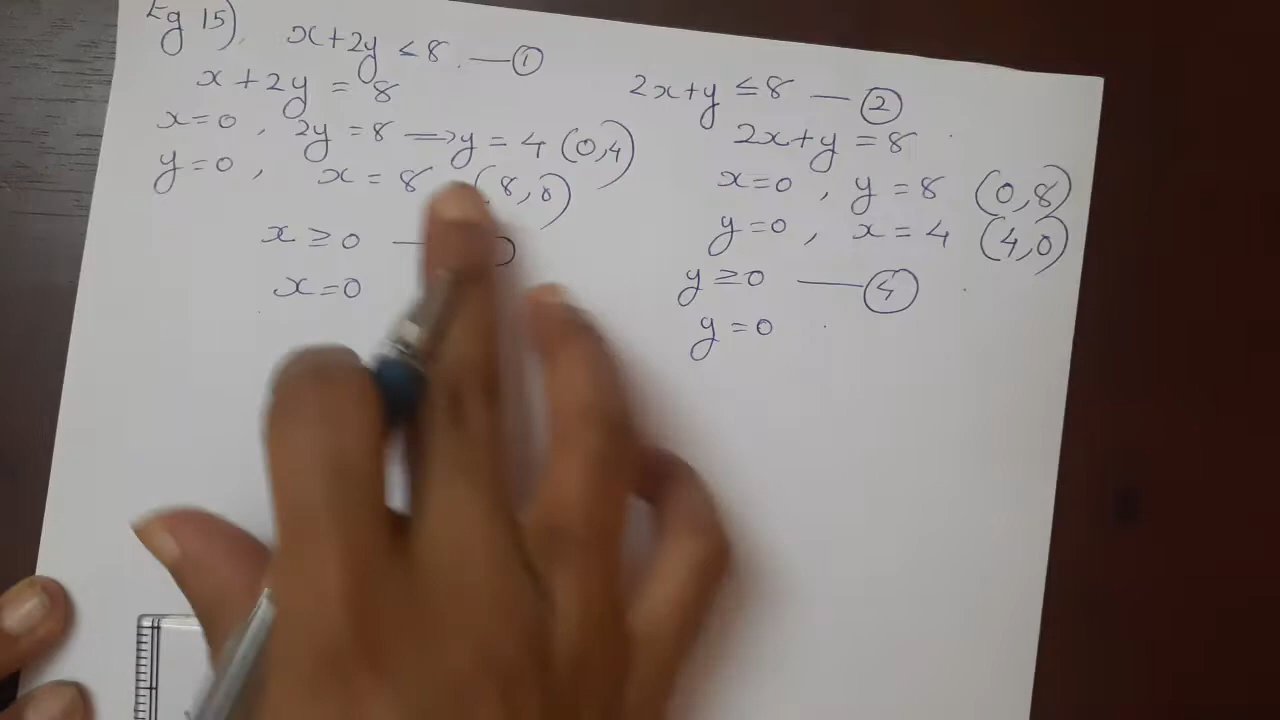 Eg 15)
x+2y ≤ 8 — ①
x + 2y = 8
x=0 , 2y = 8 ⟹ y = 4 (0,4)
y=0 , x = 8 (8,0)
x ≥ 0 —
x=0
2x+y ≤ 8 — ②
2x+y = 8
x=0 , y = 8 (0,8)
y=0 , x = 4 (4,0)
y ≥ 0 — ④
y = 0